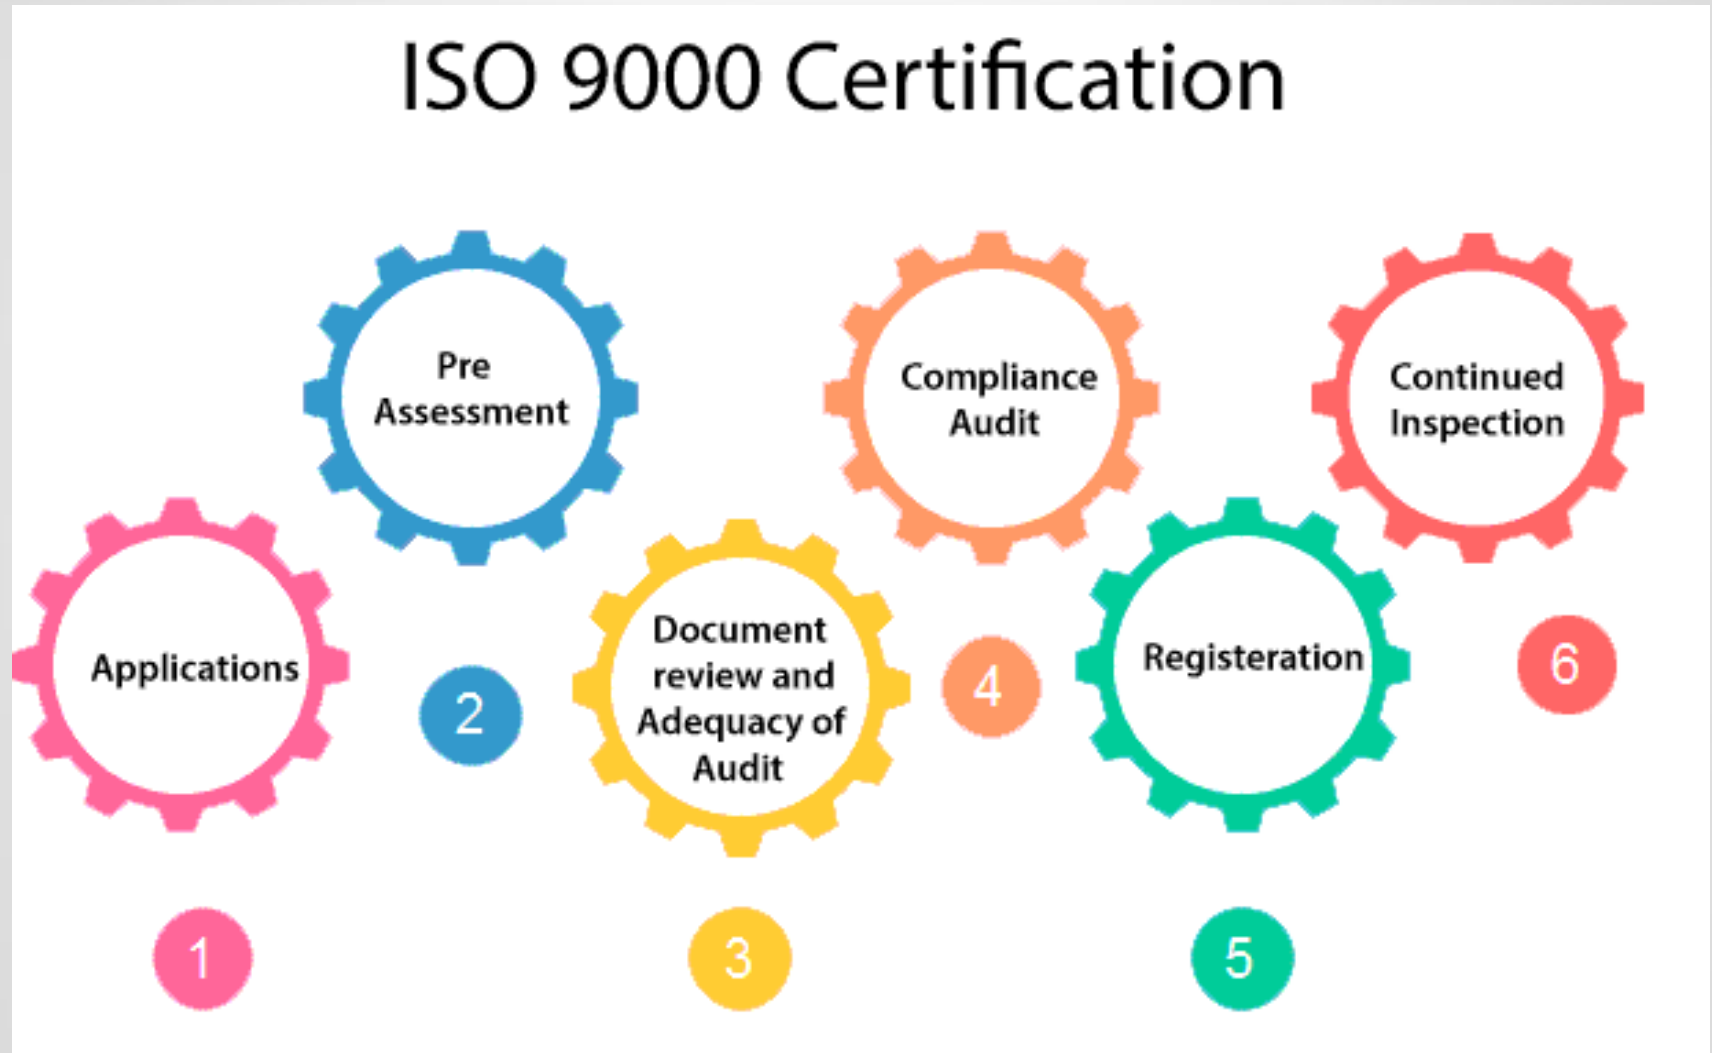 ISO 9000 Certification
Applications
1
Pre
Assessment
2
Document
review and
Adequacy of
Audit
3
Compliance
Audit
4
Registeration
5
Continued
Inspection
6